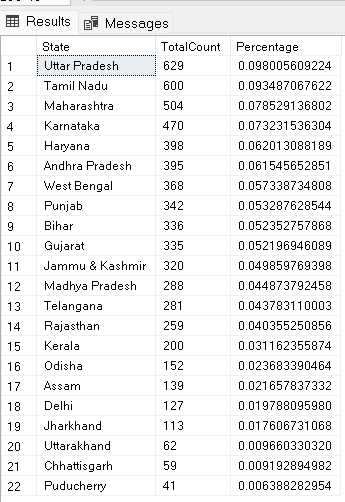 Results Messages
State TotalCount Percentage
1 Uttar Pradesh 629 0.098005609224
2 Tamil Nadu 600 0.093487067622
3 Maharashtra 504 0.078529136802
4 Karnataka 470 0.073231536304
5 Haryana 398 0.062013088189
6 Andhra Pradesh 395 0.061545652851
7 West Bengal 368 0.057338734808
8 Punjab 342 0.053287628544
9 Bihar 336 0.052352757868
10 Gujarat 335 0.052196946089
11 Jammu & Kashmir 320 0.049859769398
12 Madhya Pradesh 288 0.044873792458
13 Telangana 281 0.043783110003
14 Rajasthan 259 0.040355250856
15 Kerala 200 0.031162355874
16 Odisha 152 0.023683390464
17 Assam 139 0.021657837332
18 Delhi 127 0.019788095980
19 Jharkhand 113 0.017606731068
20 Uttarakhand 62 0.009660330320
21 Chhattisgarh 59 0.009192894982
22 Puducherry 41 0.006388282954